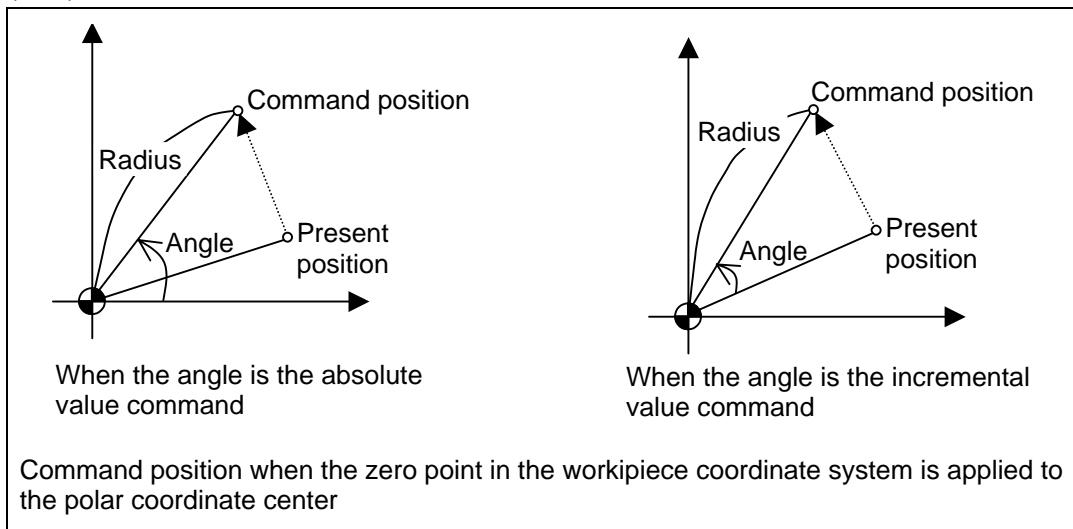 Command position
Radius
Angle
Present
position
When the angle is the absolute
value command
Command position
Radius
Angle
Present
position
When the angle is the incremental
value command
Command position when the zero point in the workipiece coordinate system is applied to
the polar coordinate center